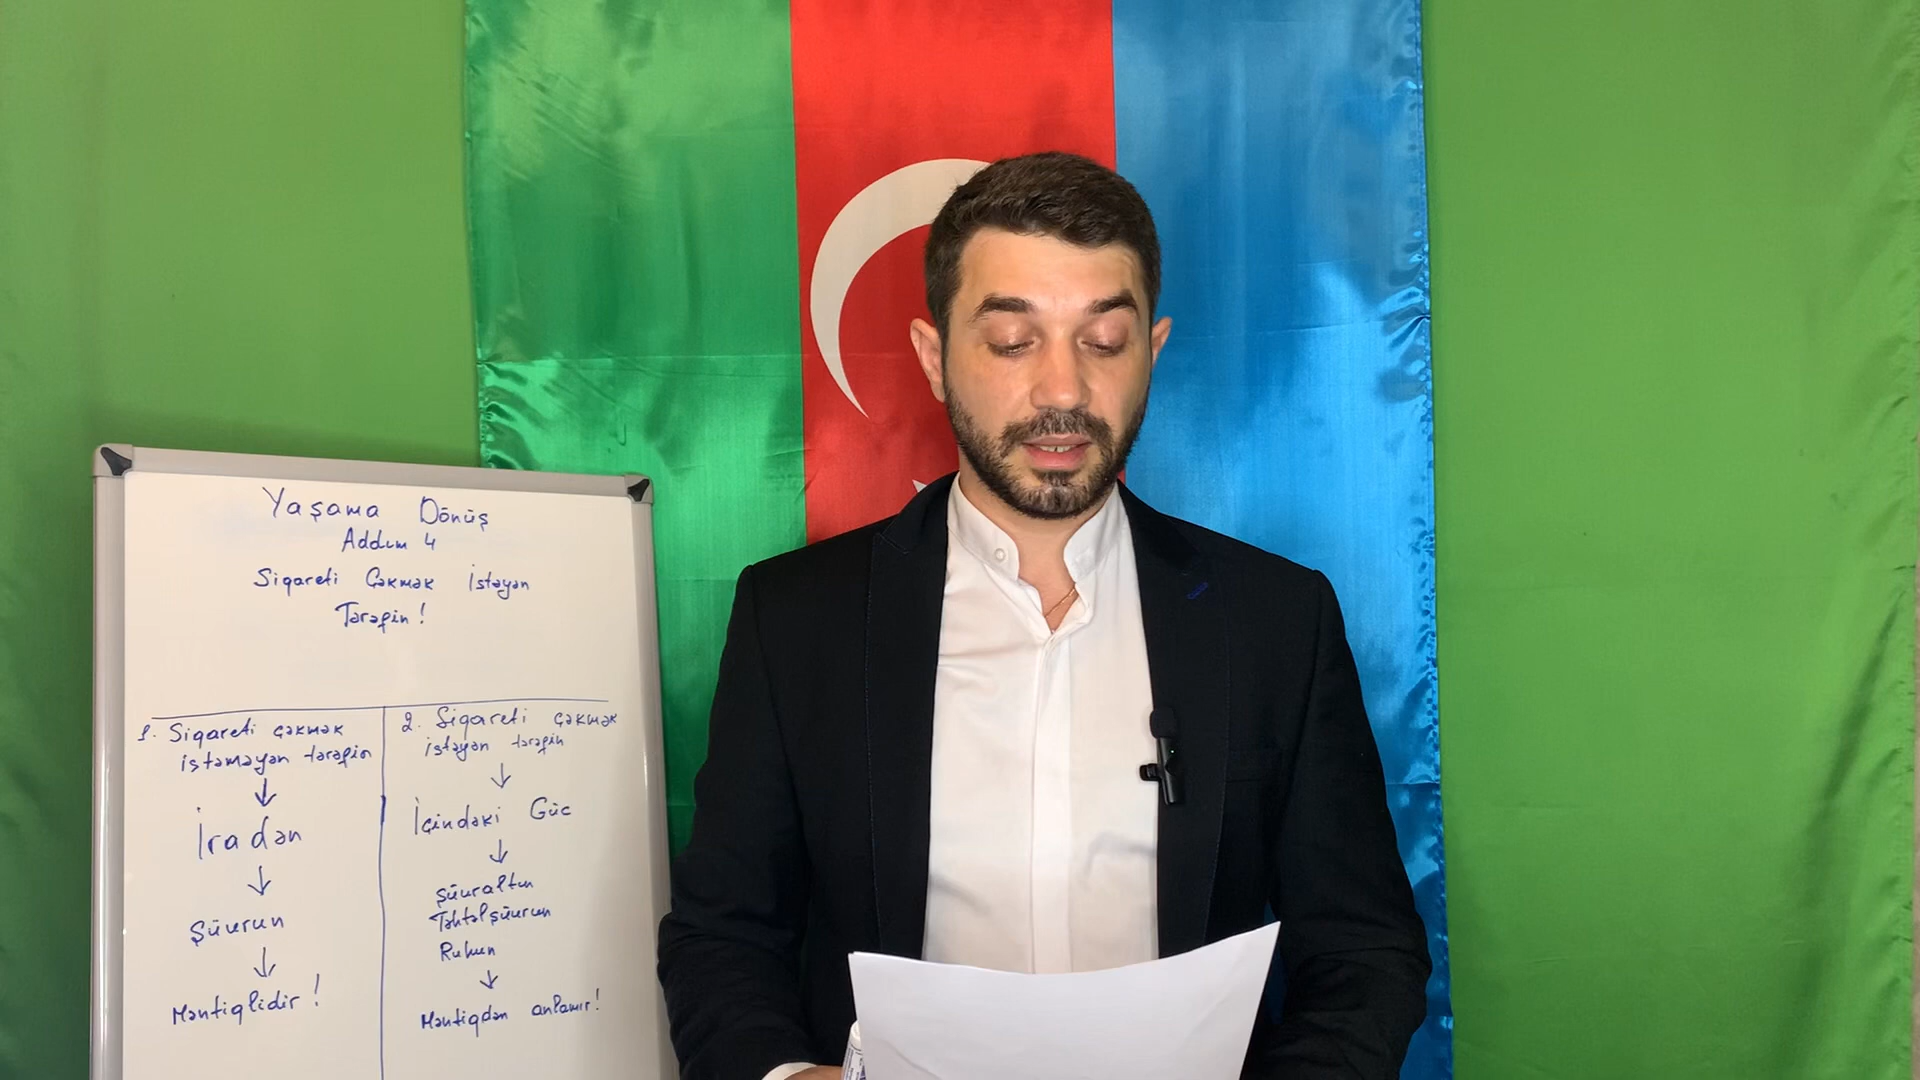 Yaşama Dönüş
Addım 4
Siqareti Çəkmək İstəyən
Tərəfin!
1. Siqareti çəkmək
istəməyən tərəfin
↓
İradən
↓
Şüurun
↓
Məntiqlidir!
2. Siqareti çəkmək
istəyən tərəfin
↓
İçindəki Güc
↓
Şüuraltın
Təhtəlşüurun
Ruhun
↓
Məntiqdən anlamır!